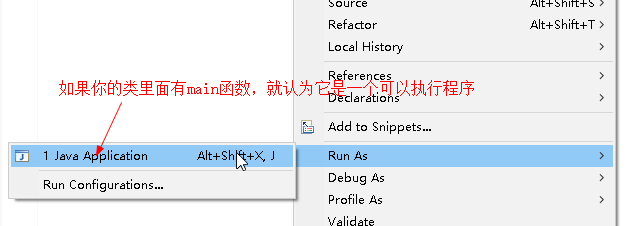 Source Alt+Shift+S
Refactor Alt+Shift+T
Local History
References
如果你的类里面有main函数，就认为它是一个可以执行程序
Declarations
Add to Snippets...
1 Java Application Alt+Shift+X, J
Run As
Debug As
Run Configurations...
Profile As
Validate